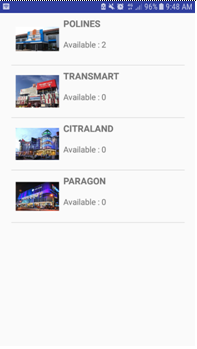 96% 9:48 AM
POLINES
Available : 2
TRANSMART
Available : 0
CITRALAND
Available : 0
PARAGON
Available : 0